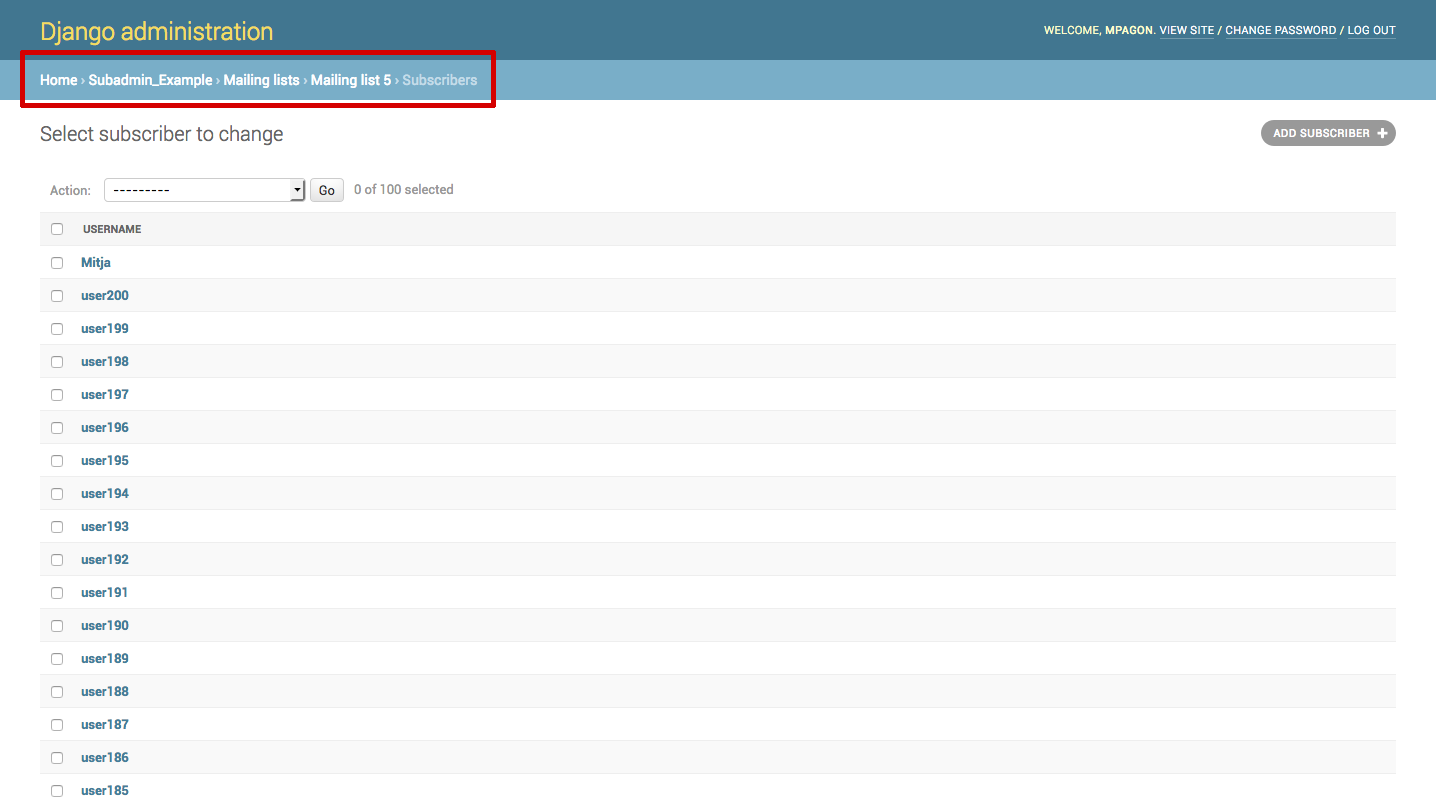 Django administration
WELCOME, MPAGON. VIEW SITE / CHANGE PASSWORD / LOG OUT
Home › Subadmin_Example › Mailing lists › Mailing list 5 › Subscribers
Select subscriber to change
ADD SUBSCRIBER +
Action: --------- Go 0 of 100 selected
USERNAME
Mitja
user200
user199
user198
user197
user196
user195
user194
user193
user192
user191
user190
user189
user188
user187
user186
user185